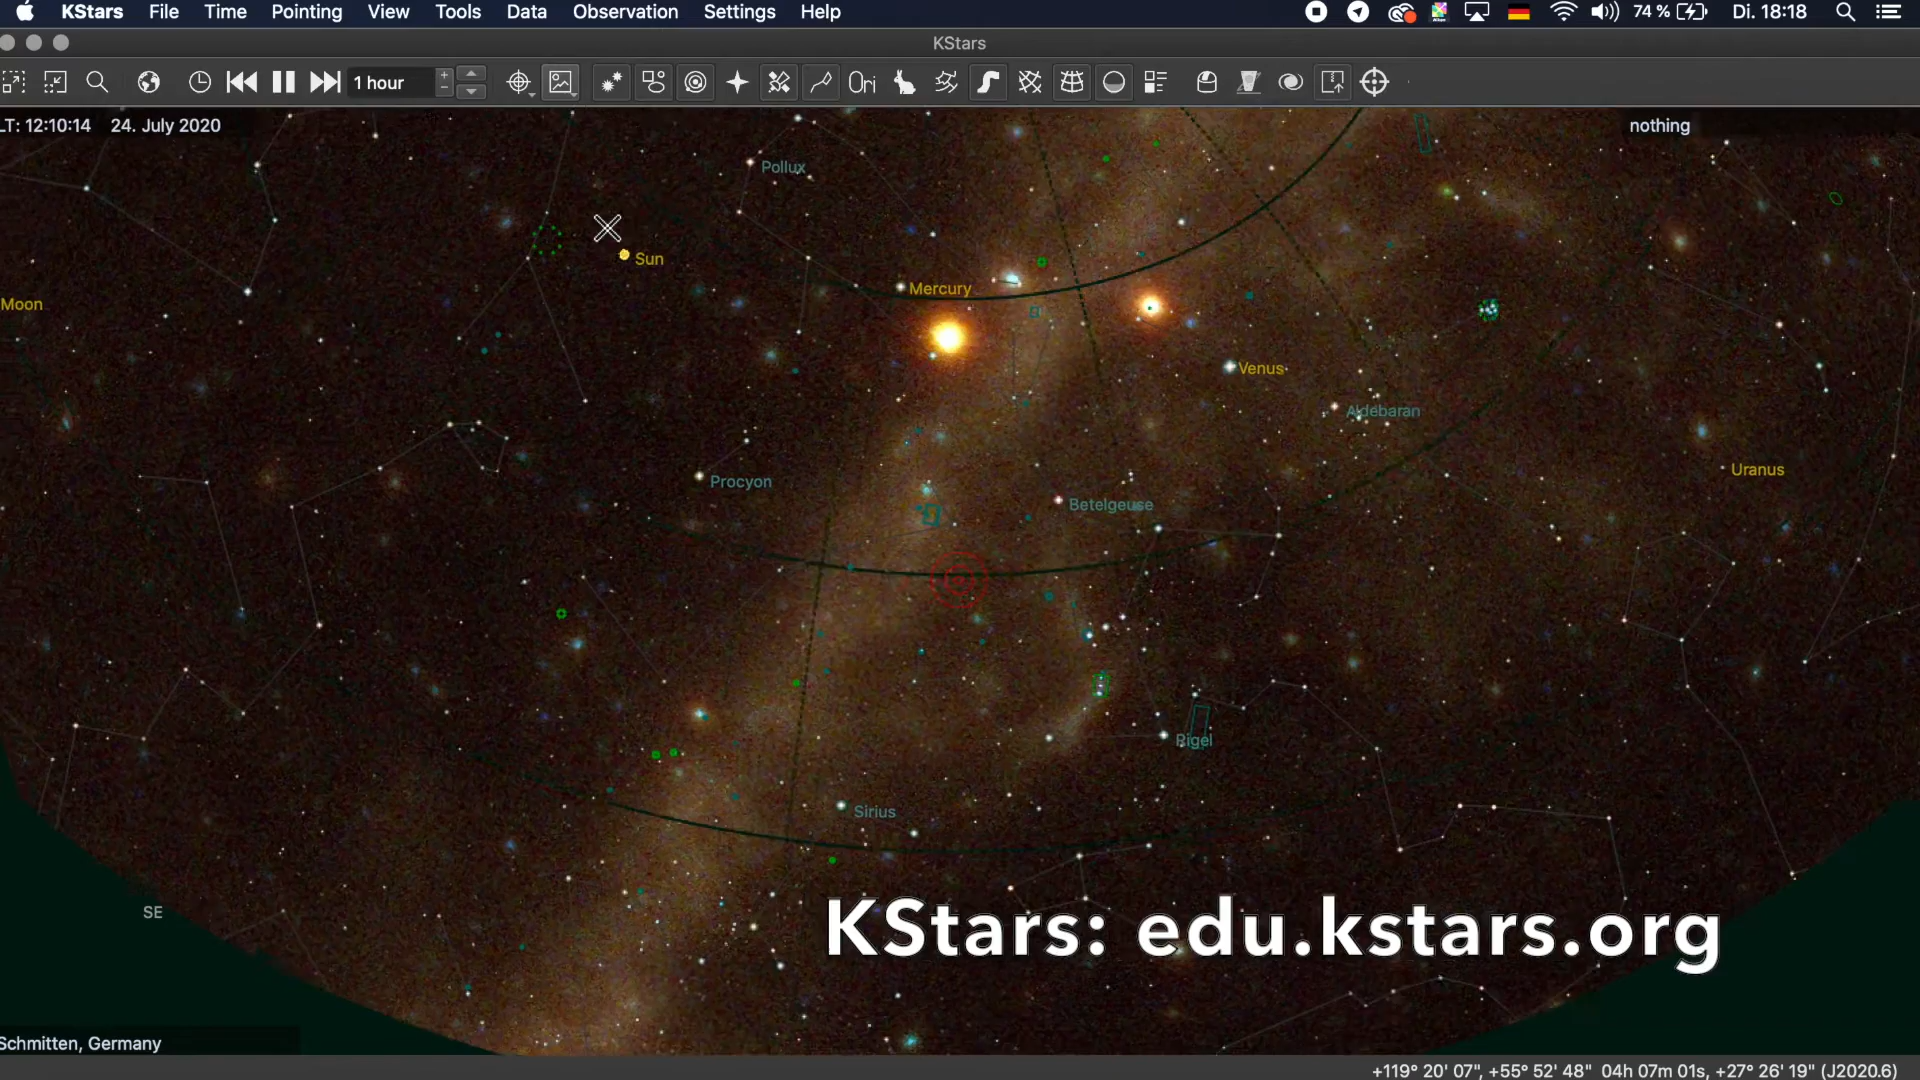 KStars File Time Pointing View Tools Data Observation Settings Help 74 % Di. 18:18
KStars
1 hour Ori
LT: 12:10:14 24. July 2020 nothing
Pollux
Sun
Mercury
Moon
Venus
Aldebaran
Uranus
Procyon
Betelgeuse
Rigel
Sirius
SE
KStars: edu.kstars.org
Schmitten, Germany
+119° 20' 07", +55° 52' 48" 04h 07m 01s, +27° 26' 19" (J2020.6)